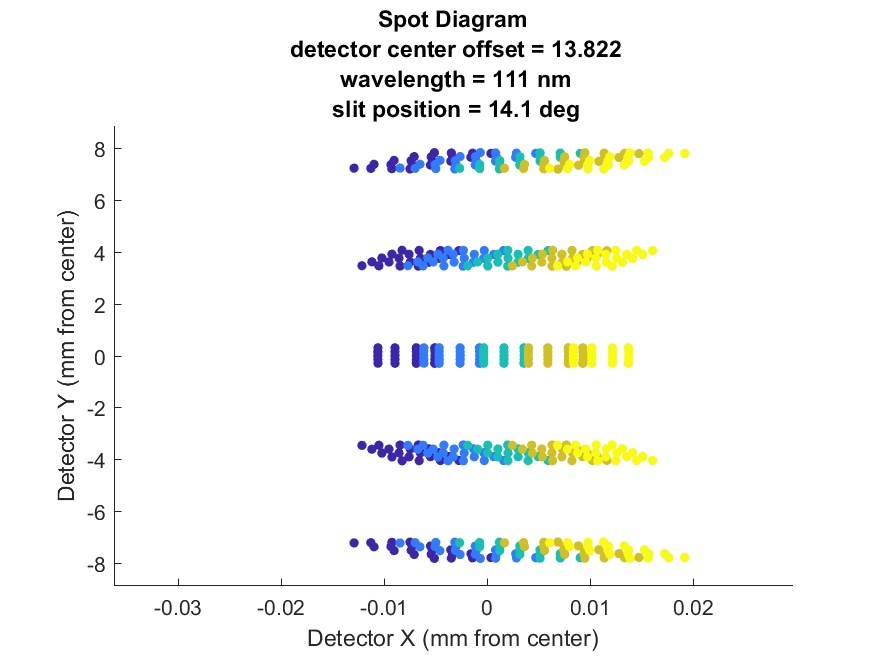 Spot Diagram
detector center offset = 13.822
wavelength = 111 nm
slit position = 14.1 deg
8
6
4
2
0
-2
-4
-6
-8
Detector Y (mm from center)
-0.03
-0.02
-0.01
0
0.01
0.02
Detector X (mm from center)